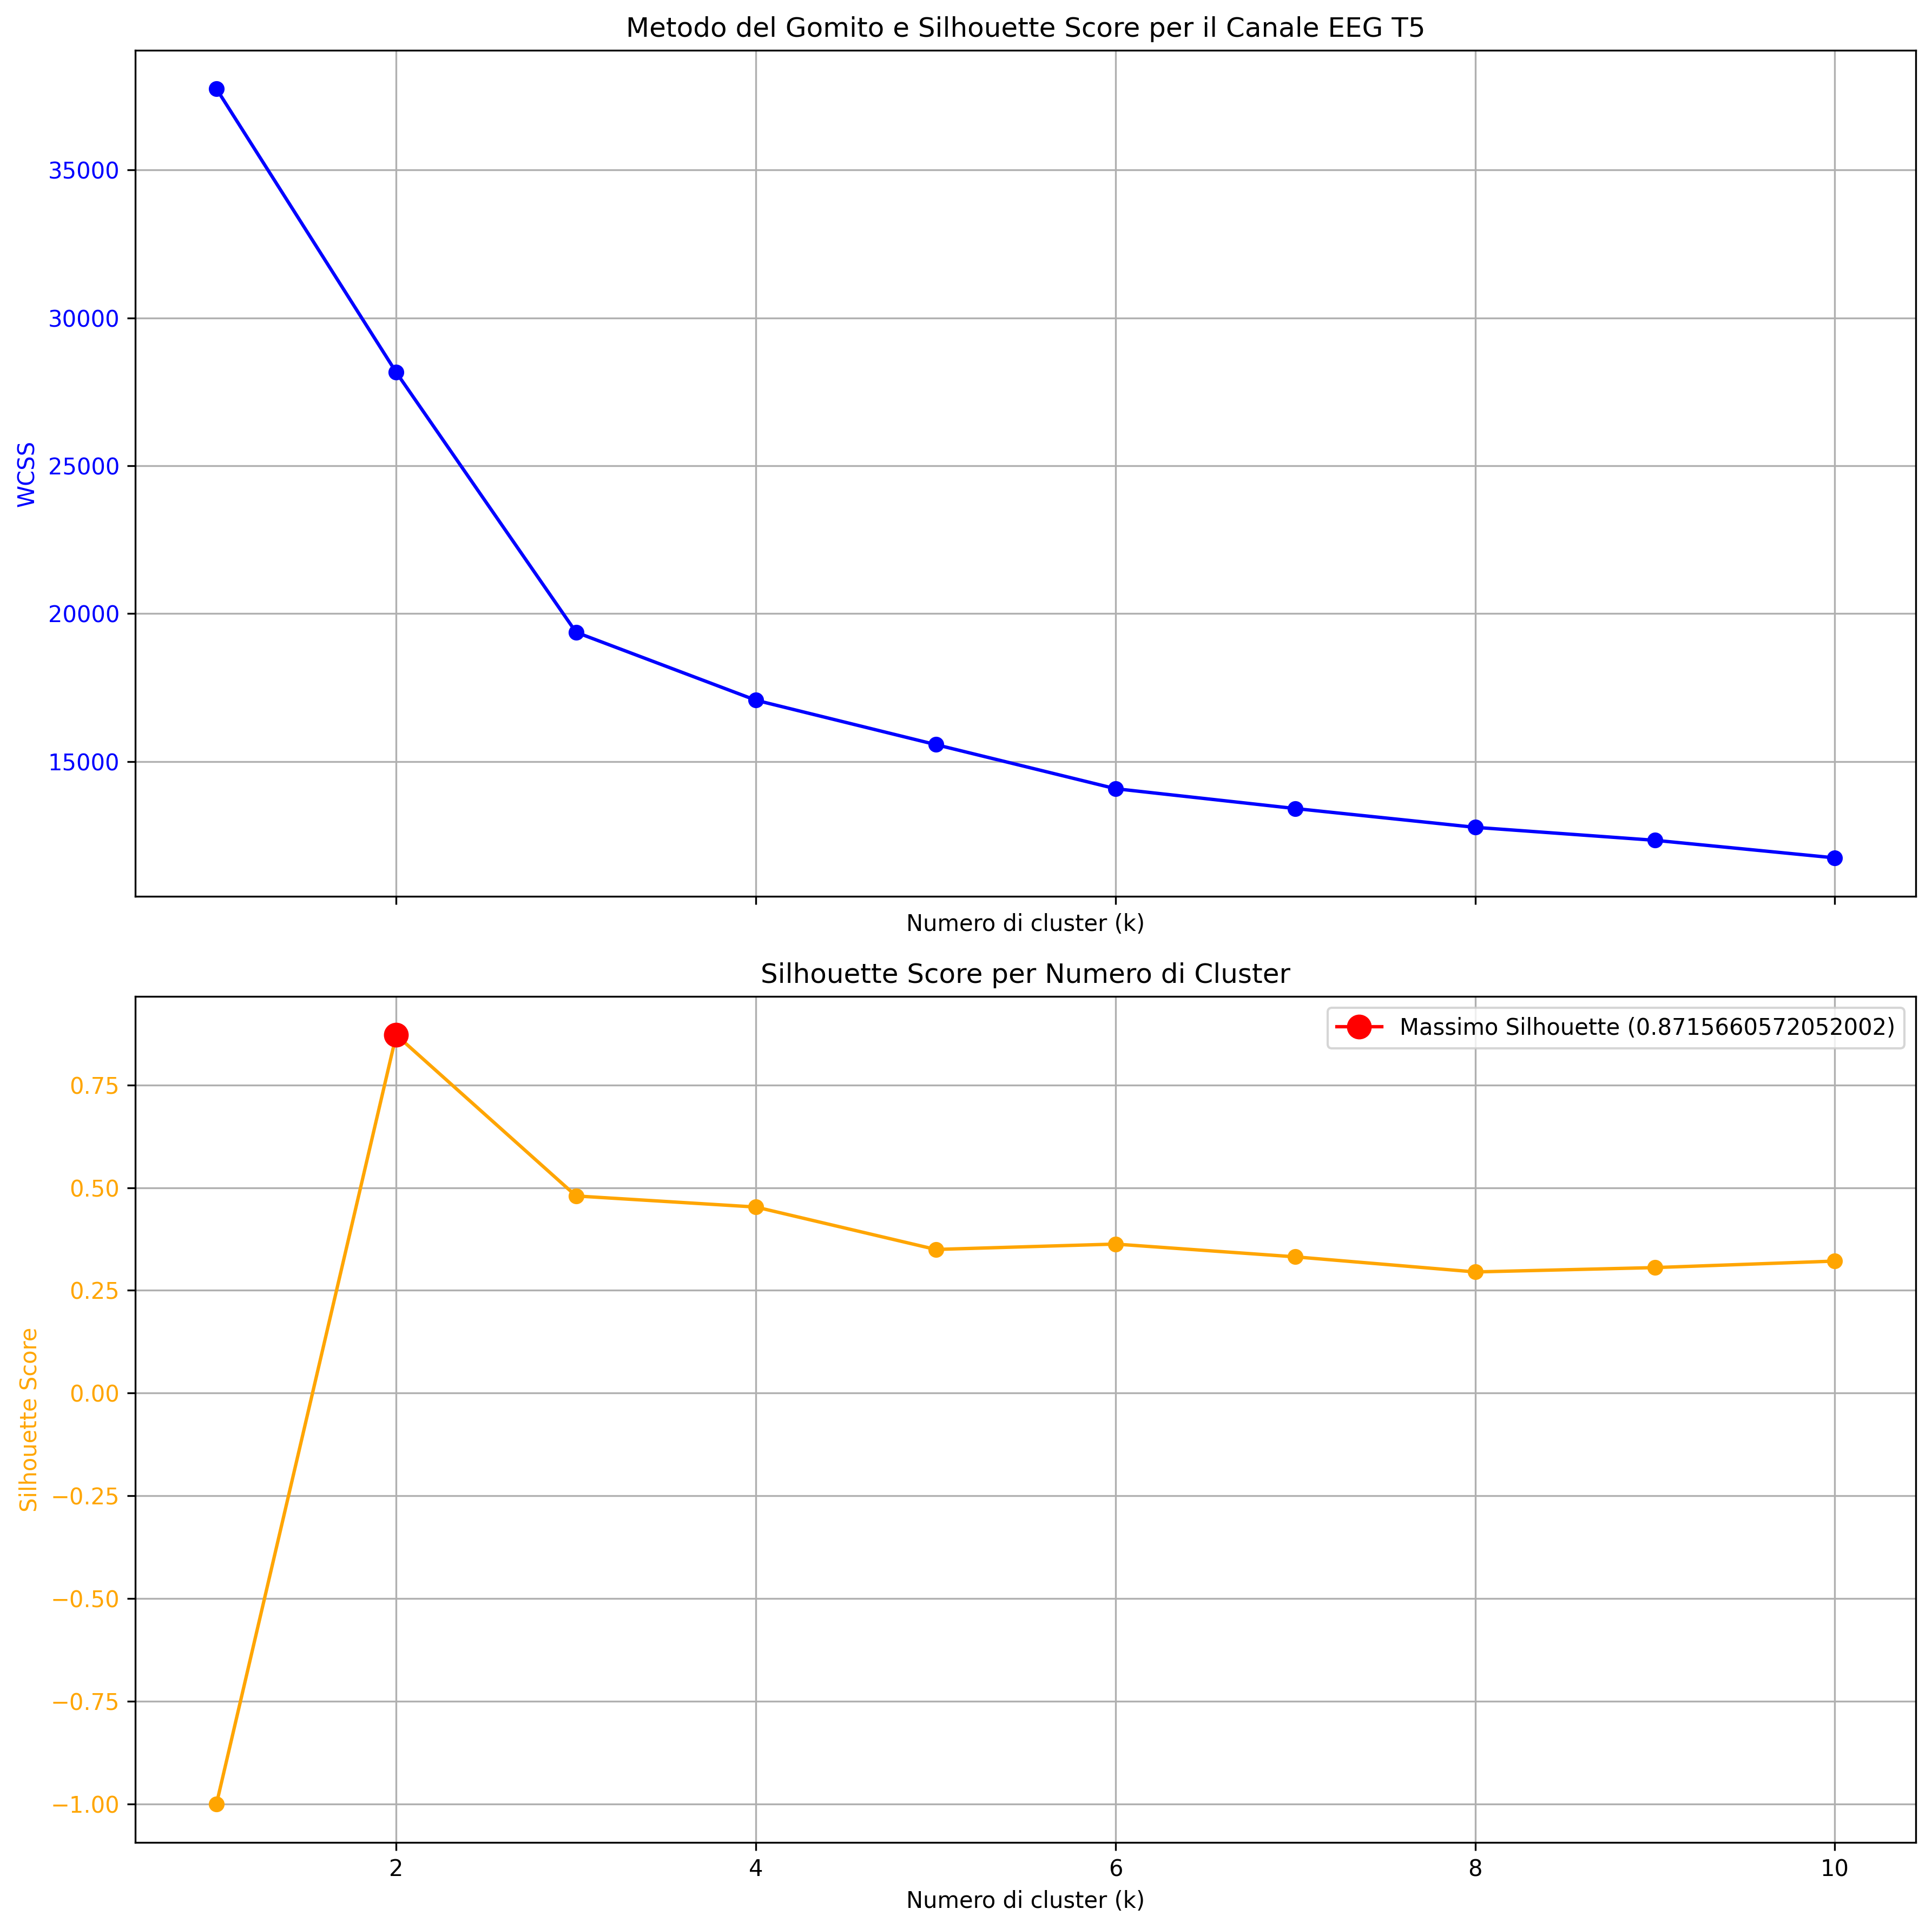 Metodo del Gomito e Silhouette Score per il Canale EEG T5
35000
30000
25000
20000
15000
WCSS
Numero di cluster (k)
Silhouette Score per Numero di Cluster
Massimo Silhouette (0.8715660572052002)
0.75
0.50
0.25
0.00
−0.25
−0.50
−0.75
−1.00
Silhouette Score
2 4 6 8 10
Numero di cluster (k)